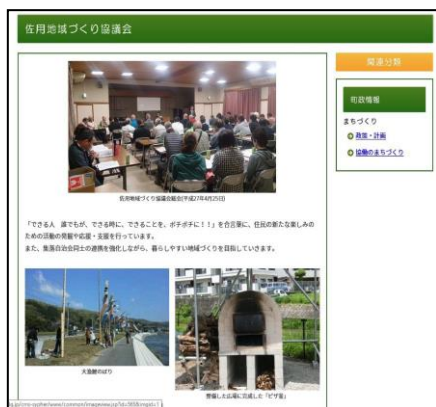 佐用地域づくり協議会
関連分類
町政情報
まちづくり
政策・計画
協働のまちづくり
佐用地域づくり協議会総会(平成27年4月25日)
「できる人　誰でもが、できる時に、できることを、ボチボチに！！」を合言葉に、住民の新たな楽しみの
ための活動の発掘や応援・支援を行っています。
また、集落自治会同士の連携を強化しながら、暮らしやすい地域づくりを目指していきます。
大漁鯉のぼり
整備した広場に完成した「ピザ窯」